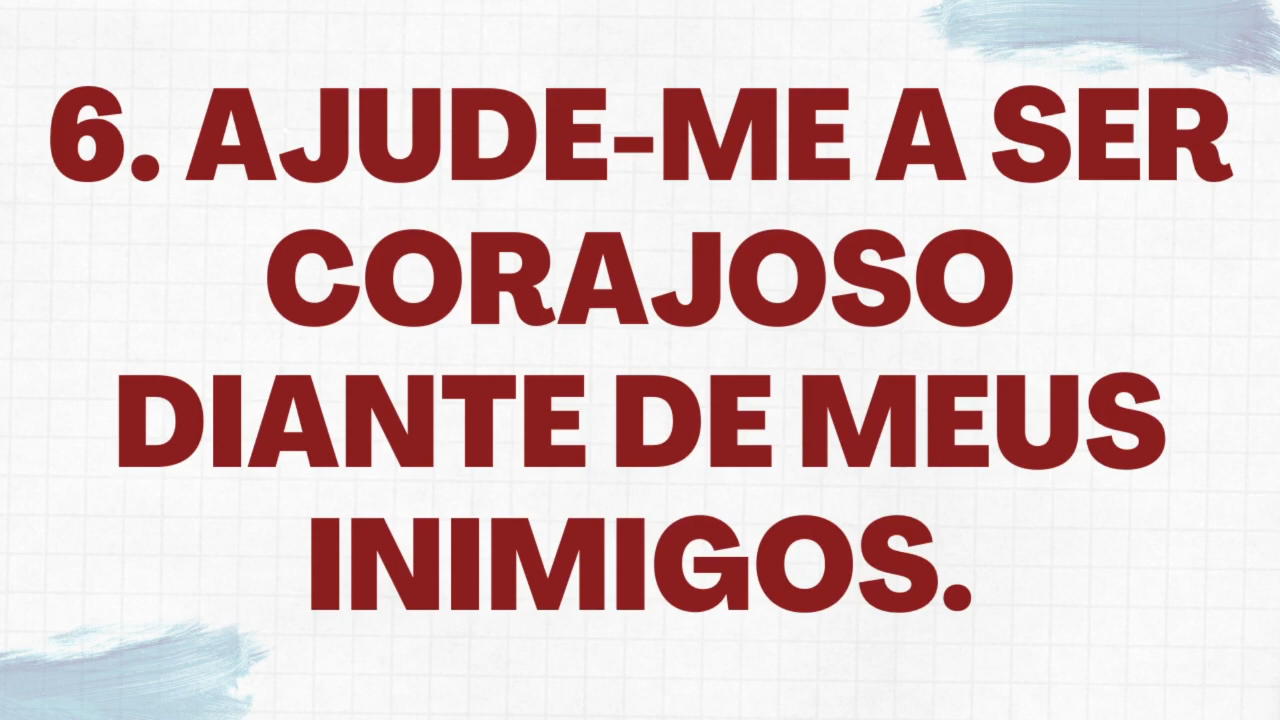 6. AJUDE-ME A SER
CORAJOSO
DIANTE DE MEUS
INIMIGOS.